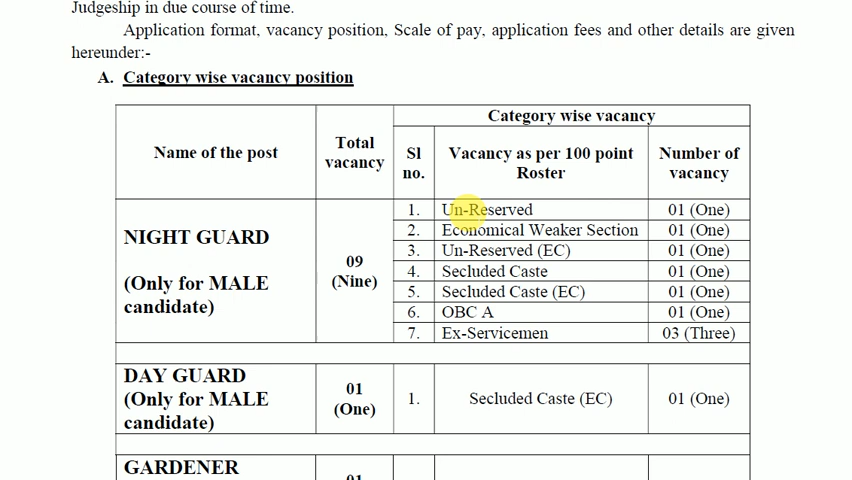 Judgeship in due course of time.
Application format, vacancy position, Scale of pay, application fees and other details are given
hereunder:-
A. Category wise vacancy position
Name of the post
Total
vacancy
Category wise vacancy
Sl
no.
Vacancy as per 100 point
Roster
Number of
vacancy
NIGHT GUARD
(Only for MALE
candidate)
09
(Nine)
1. Un-Reserved 01 (One)
2. Economical Weaker Section 01 (One)
3. Un-Reserved (EC) 01 (One)
4. Secluded Caste 01 (One)
5. Secluded Caste (EC) 01 (One)
6. OBC A 01 (One)
7. Ex-Servicemen 03 (Three)
DAY GUARD
(Only for MALE
candidate)
01
(One)
1. Secluded Caste (EC) 01 (One)
GARDENER
01